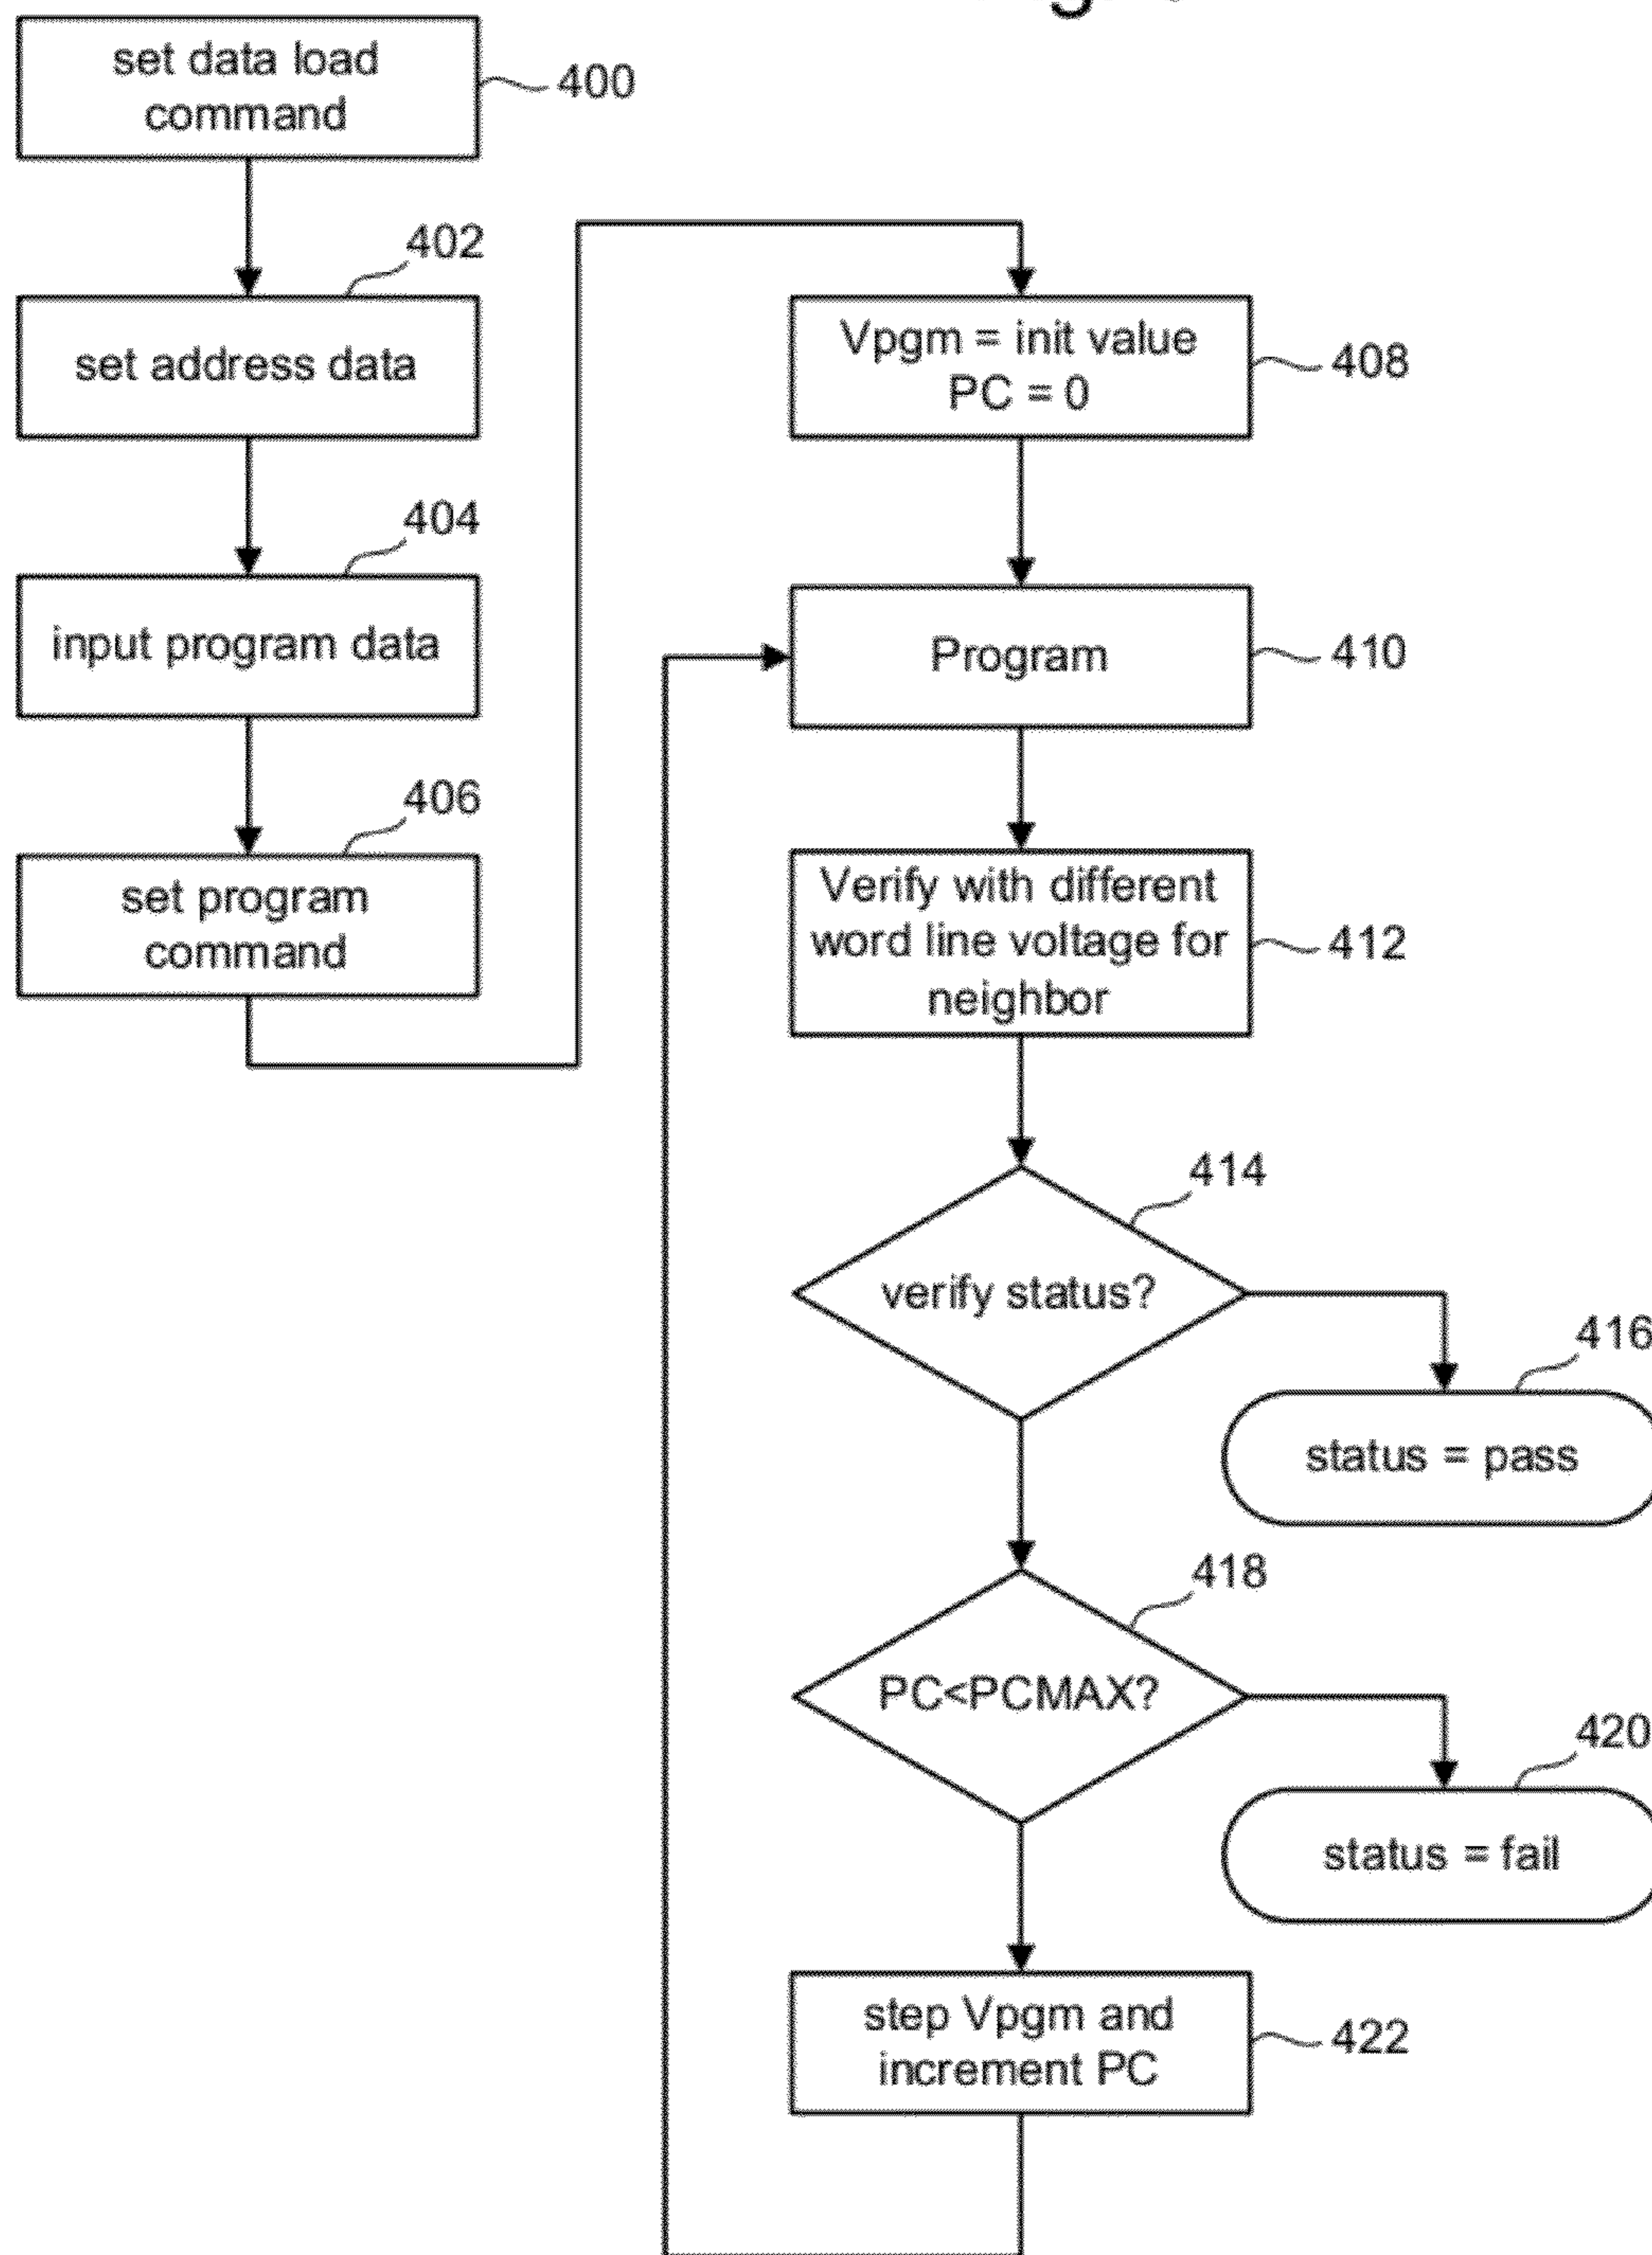 set data load
command
400
402
set address data
404
input program data
406
set program
command
Vpgm = init value
PC = 0
408
Program
410
Verify with different
word line voltage for
neighbor
412
414
verify status?
416
status = pass
418
PC<PCMAX?
420
status = fail
step Vpgm and
increment PC
422